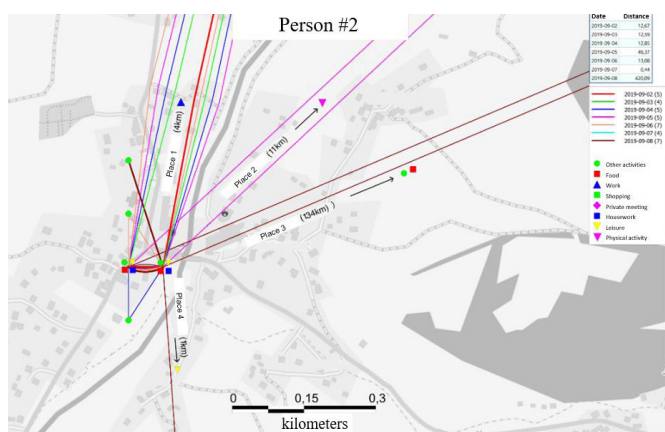 Person #2
Date Distance
2019-09-02 12,67
2019-09-03 12,59
2019-09-04 12,85
2019-09-05 46,37
2019-09-06 13,08
2019-09-07 0,44
2019-09-08 420,09
2019-09-02 (5)
2019-09-03 (4)
2019-09-04 (5)
2019-09-05 (5)
2019-09-06 (7)
2019-09-07 (4)
2019-09-08 (7)
Other activities
Food
Work
Shopping
Private meeting
Housework
Leisure
Physical activity
Place 1 (4km)
Place 2 (11km)
Place 3 (134km)
Place 4 (1km)
0 0,15 0,3
kilometers